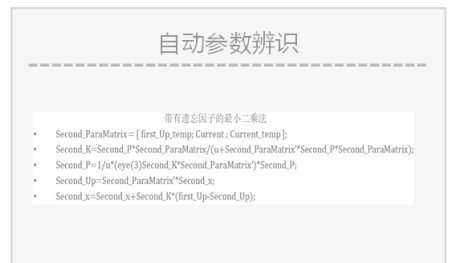 自动参数辨识
带有遗忘因子的最小二乘法
• Second_ParaMatrix = [ first_Up_temp; Current ; Current_temp ];
• Second_K=Second_P*Second_ParaMatrix/(u+Second_ParaMatrix'*Second_P*Second_ParaMatrix);
• Second_P=1/u*(eye(3)Second_K*Second_ParaMatrix')*Second_P;
• Second_Up=Second_ParaMatrix'*Second_x;
• Second_x=Second_x+Second_K*(first_Up-Second_Up);